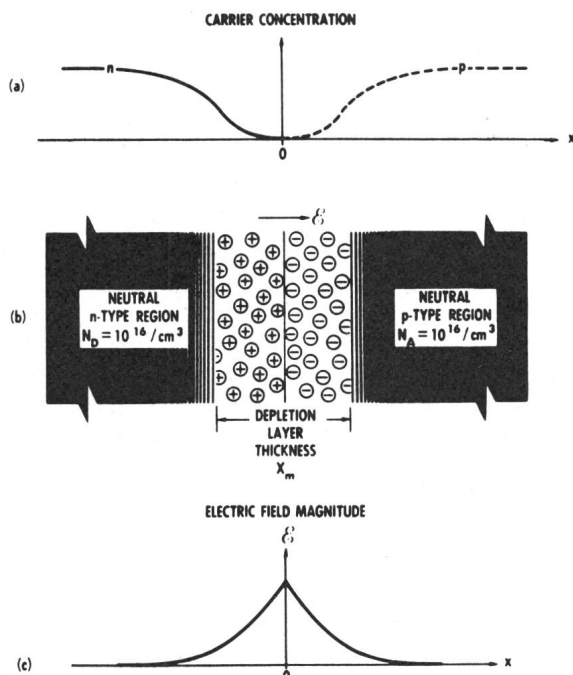 CARRIER CONCENTRATION
(a)
n
p
0
x
ℰ
(b)
NEUTRAL
n-TYPE REGION
N_D = 10^16/cm^3
NEUTRAL
p-TYPE REGION
N_A = 10^16/cm^3
DEPLETION
LAYER
THICKNESS
X_m
ELECTRIC FIELD MAGNITUDE
ℰ
(c)
0
x